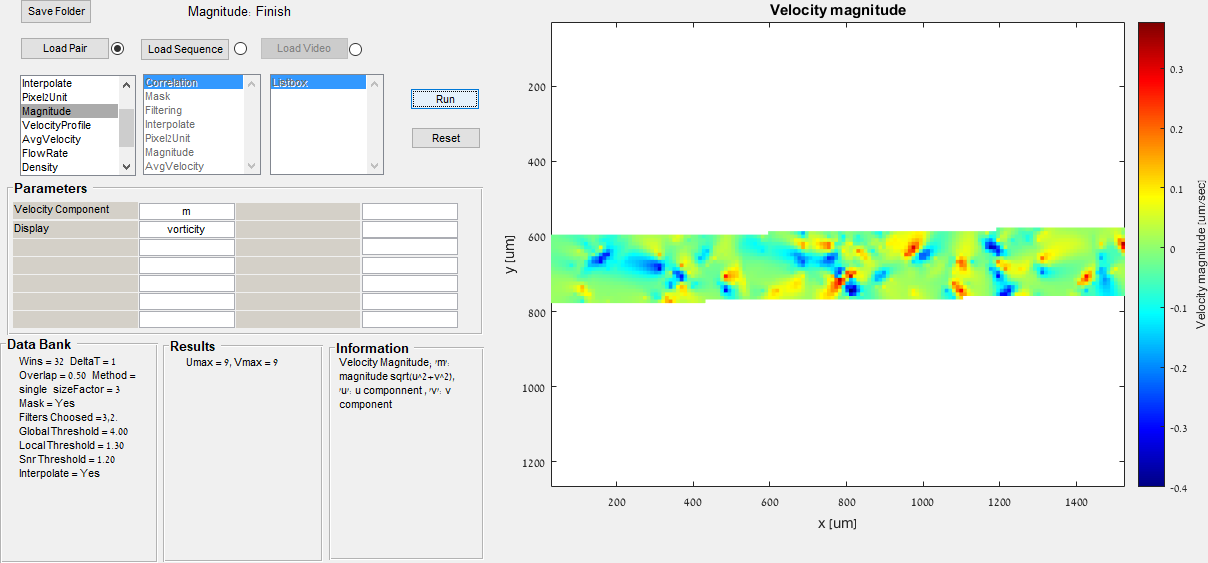 Save Folder
Magnitude: Finish
Load Pair
Load Sequence
Load Video
Interpolate
Pixel2Unit
Magnitude
VelocityProfile
AvgVelocity
FlowRate
Density
Correlation
Mask
Filtering
Interpolate
Pixel2Unit
Magnitude
AvgVelocity
Listbox
Run
Reset
Parameters
Velocity Component
m
Display
vorticity
Data Bank
Wins = 32 DeltaT = 1
Overlap = 0.50 Method =
single sizeFactor = 3
Mask = Yes
Filters Choosed =3,2.
Global Threshold = 4.00
Local Threshold = 1.30
Snr Threshold = 1.20
Interpolate = Yes
Results
Umax = 9, Vmax = 9
Information
Velocity Magnitude, 'm':
magnitude sqrt(u^2+v^2),
'u': u componnent , 'v': v
component
Velocity magnitude
200
400
600
800
1000
1200
y [um]
200
400
600
800
1000
1200
1400
x [um]
0.3
0.2
0.1
0
-0.1
-0.2
-0.3
-0.4
Velocity magnitude [um/sec]